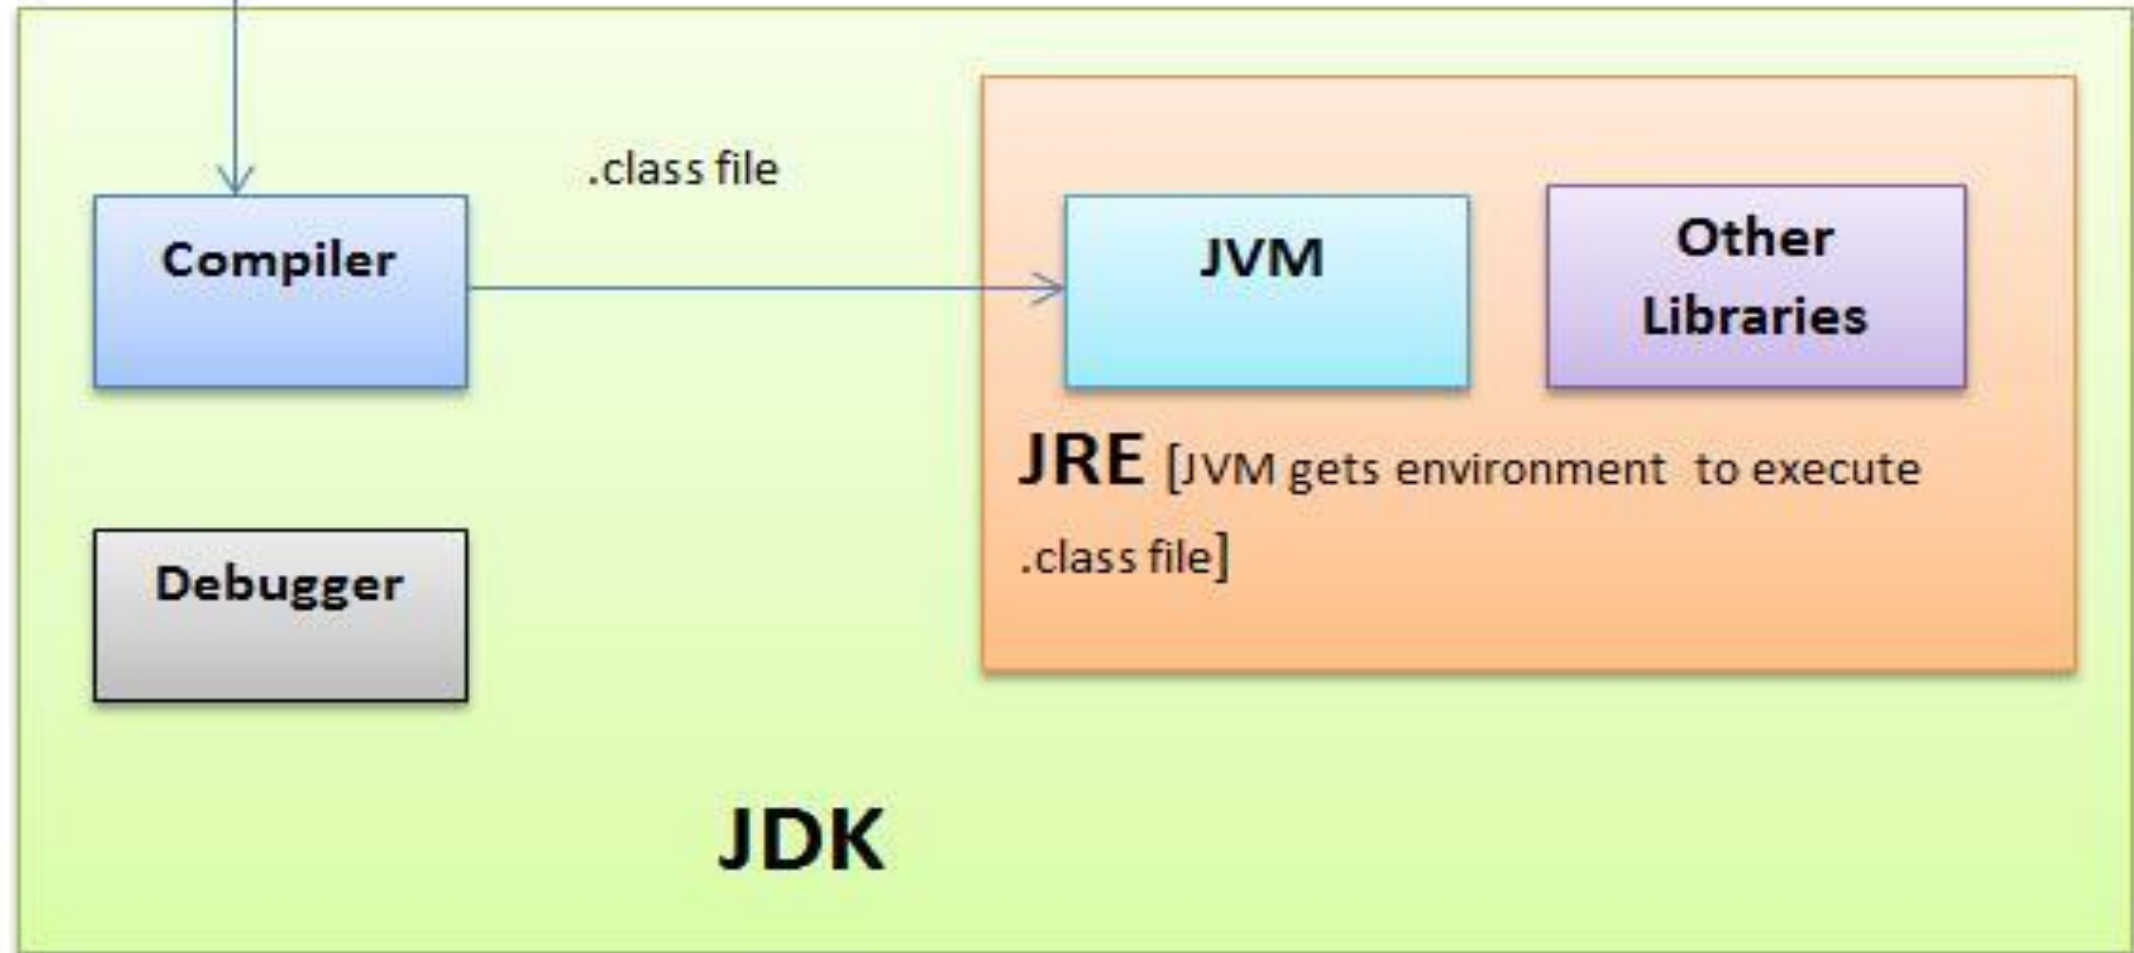 .class file
Compiler
JVM
Other
Libraries
JRE [JVM gets environment  to execute
.class file]
Debugger
JDK